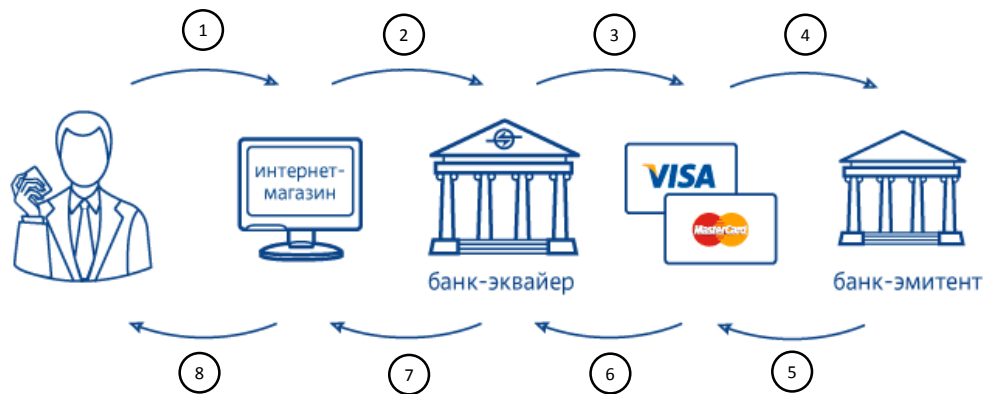 1 2 3 4
интернет-
магазин
VISA
MasterCard
банк-эквайер
банк-эмитент
8 7 6 5